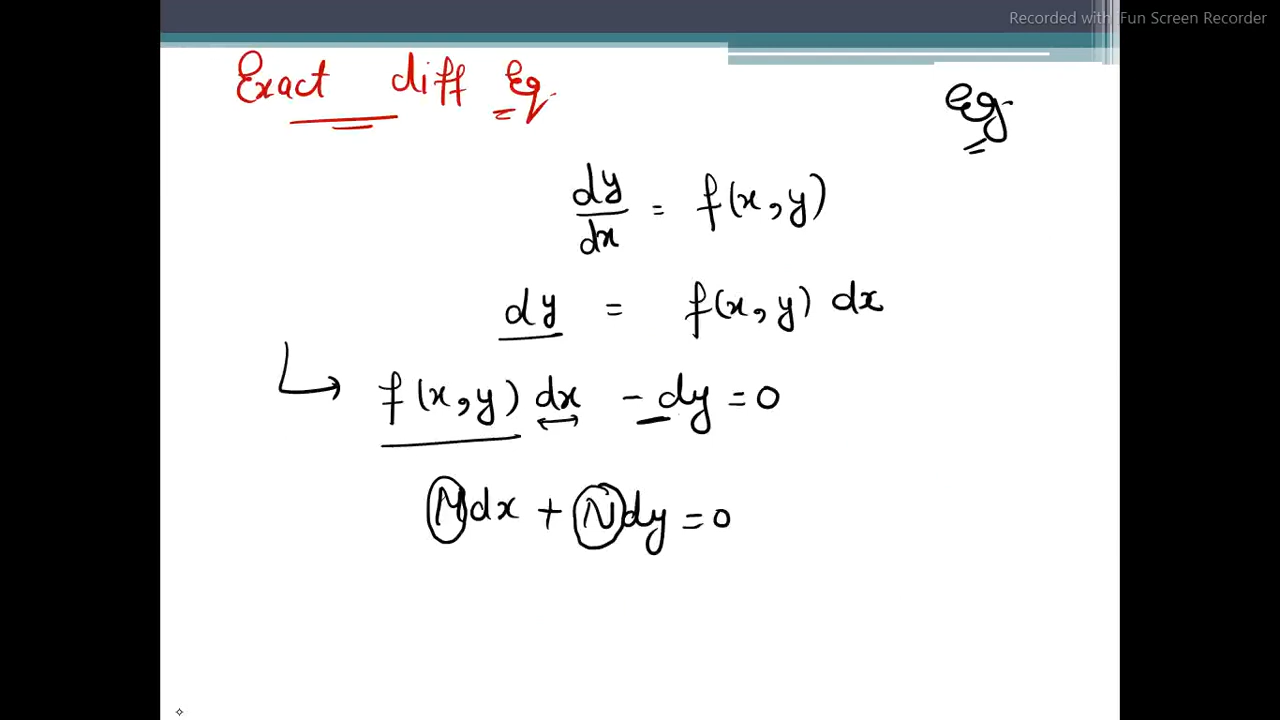 Recorded with Fun Screen Recorder
Exact diff Eq.
Eg
dy/dx = f(x,y)
dy = f(x,y) dx
f(x,y) dx - dy = 0
Mdx + Ndy = 0